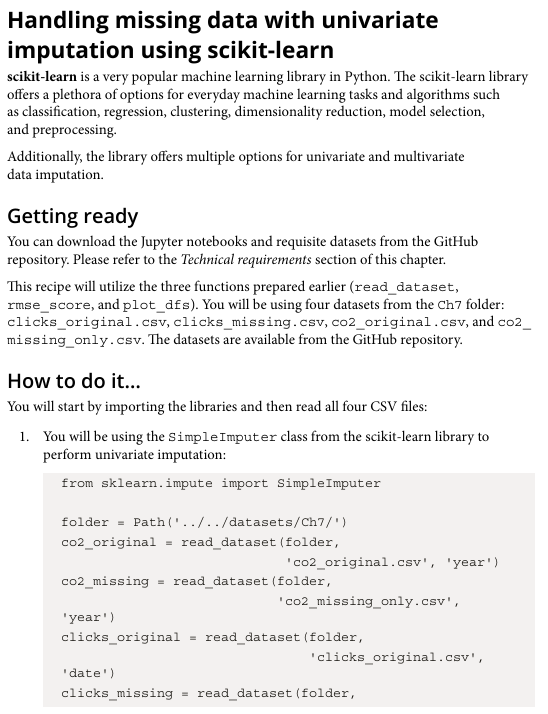 Handling missing data with univariate
imputation using scikit-learn
scikit-learn is a very popular machine learning library in Python. The scikit-learn library
offers a plethora of options for everyday machine learning tasks and algorithms such
as classification, regression, clustering, dimensionality reduction, model selection,
and preprocessing.
Additionally, the library offers multiple options for univariate and multivariate
data imputation.
Getting ready
You can download the Jupyter notebooks and requisite datasets from the GitHub
repository. Please refer to the Technical requirements section of this chapter.
This recipe will utilize the three functions prepared earlier (read_dataset,
rmse_score, and plot_dfs). You will be using four datasets from the Ch7 folder:
clicks_original.csv, clicks_missing.csv, co2_original.csv, and co2_
missing_only.csv. The datasets are available from the GitHub repository.
How to do it...
You will start by importing the libraries and then read all four CSV files:
1. You will be using the SimpleImputer class from the scikit-learn library to
perform univariate imputation:
from sklearn.impute import SimpleImputer
folder = Path('../../datasets/Ch7/')
co2_original = read_dataset(folder,
'co2_original.csv', 'year')
co2_missing = read_dataset(folder,
'co2_missing_only.csv',
'year')
clicks_original = read_dataset(folder,
'clicks_original.csv',
'date')
clicks_missing = read_dataset(folder,